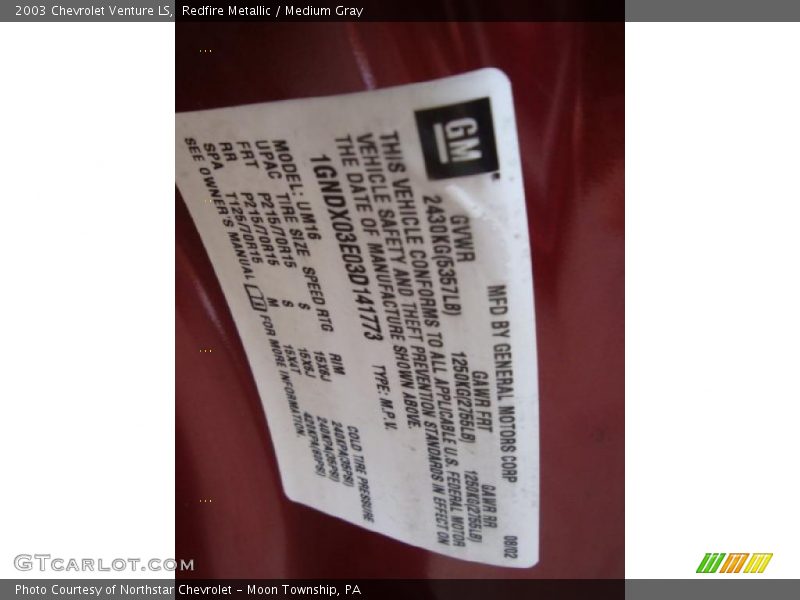 2003 Chevrolet Venture LS, Redfire Metallic / Medium Gray
GM
MFD BY GENERAL MOTORS CORP 08/02
GVWR GAWR FRT GAWR RR
2430KG(5357LB) 1250KG(2755LB) 1250KG(2755LB)
THIS VEHICLE CONFORMS TO ALL APPLICABLE U.S. FEDERAL MOTOR
VEHICLE SAFETY AND THEFT PREVENTION STANDARDS IN EFFECT ON
THE DATE OF MANUFACTURE SHOWN ABOVE.
1GNDX03E03D141773 TYPE: M.P.V.
MODEL: UM16
TIRE SIZE SPEED RTG RIM COLD TIRE PRESSURE
UPAC
FRT P215/70R15 S 15X6J 240KPA(35PSI)
RR P215/70R15 S 15X6J 240KPA(35PSI)
SPA T125/70R15 M 15X4T 420KPA(60PSI)
SEE OWNER'S MANUAL FOR MORE INFORMATION.
GTCarlot.com
Photo Courtesy of Northstar Chevrolet - Moon Township, PA